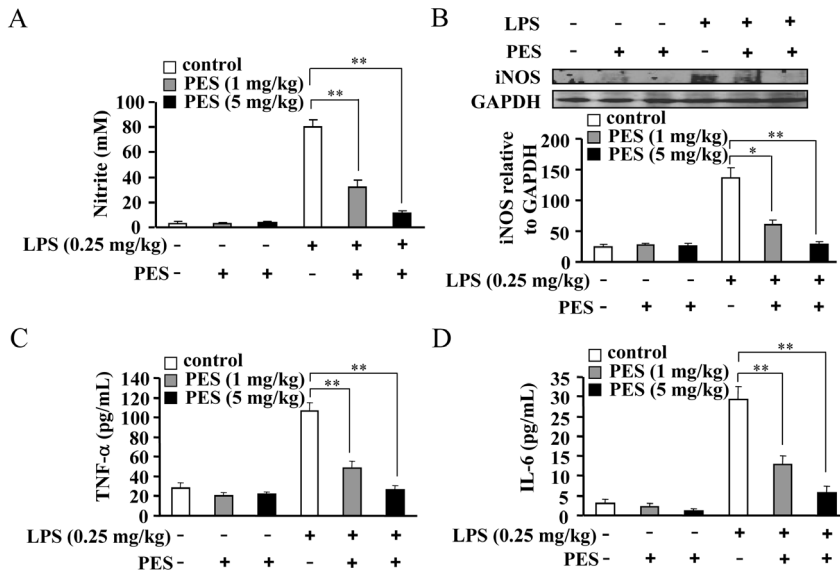 A
control
PES (1 mg/kg)
PES (5 mg/kg)
**
**
Nitrite (mM)
100
80
60
40
20
0
LPS (0.25 mg/kg) - - - + + +
PES - + + - + +
B
LPS - - - + + +
PES - + + - + +
iNOS
GAPDH
control
PES (1 mg/kg)
PES (5 mg/kg)
**
*
iNOS relative
to GAPDH
200
150
100
50
0
LPS (0.25 mg/kg) - - - + + +
PES - + + - + +
C
control
PES (1 mg/kg)
PES (5 mg/kg)
**
**
TNF-α (pg/mL)
140
120
100
80
60
40
20
0
LPS (0.25 mg/kg) - - - + + +
PES - + + - + +
D
control
PES (1 mg/kg)
PES (5 mg/kg)
**
**
IL-6 (pg/mL)
35
30
25
20
15
10
5
0
LPS (0.25 mg/kg) - - - + + +
PES - + + - + +